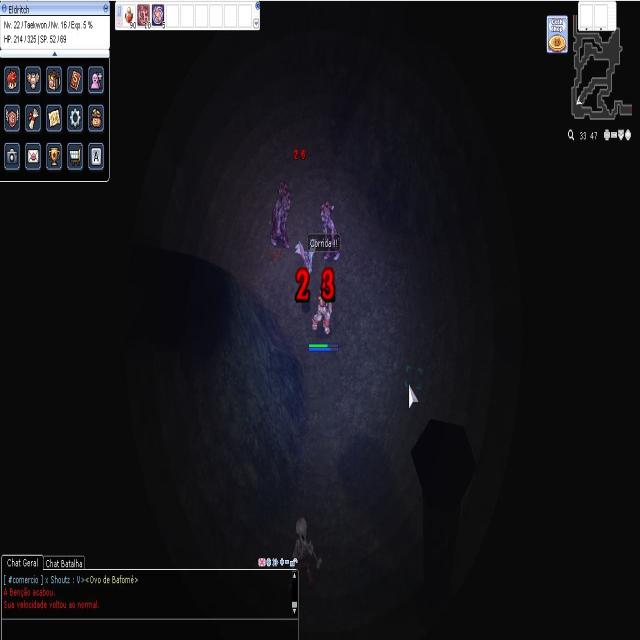 Eldritch
Nv. 22 / Taekwon / Nv. 16 / Exp. 5 %
HP. 214 / 325 | SP. 52 / 69
26
Corrida !!
2 3
33 47
Chat Geral
Chat Batalha
[ #comercio ] x Shoutz : V><Ovo de Bafomé>
A Benção acabou.
Sua velocidade voltou ao normal.